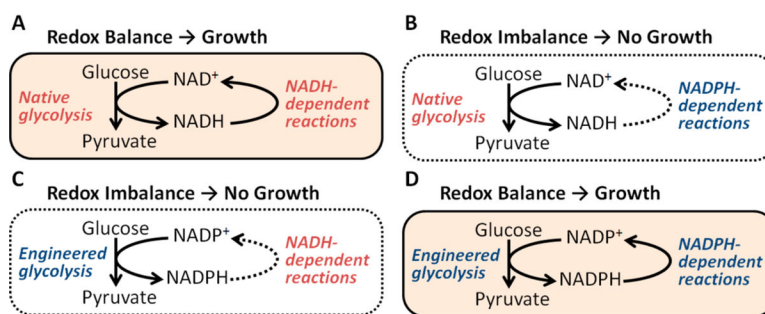 A
Redox Balance → Growth
Glucose
NAD+
Native
glycolysis
NADH-
dependent
reactions
NADH
Pyruvate
B
Redox Imbalance → No Growth
Glucose
NAD+
Native
glycolysis
NADPH-
dependent
reactions
NADH
Pyruvate
C
Redox Imbalance → No Growth
Glucose
NADP+
Engineered
glycolysis
NADH-
dependent
reactions
NADPH
Pyruvate
D
Redox Balance → Growth
Glucose
NADP+
Engineered
glycolysis
NADPH-
dependent
reactions
NADPH
Pyruvate